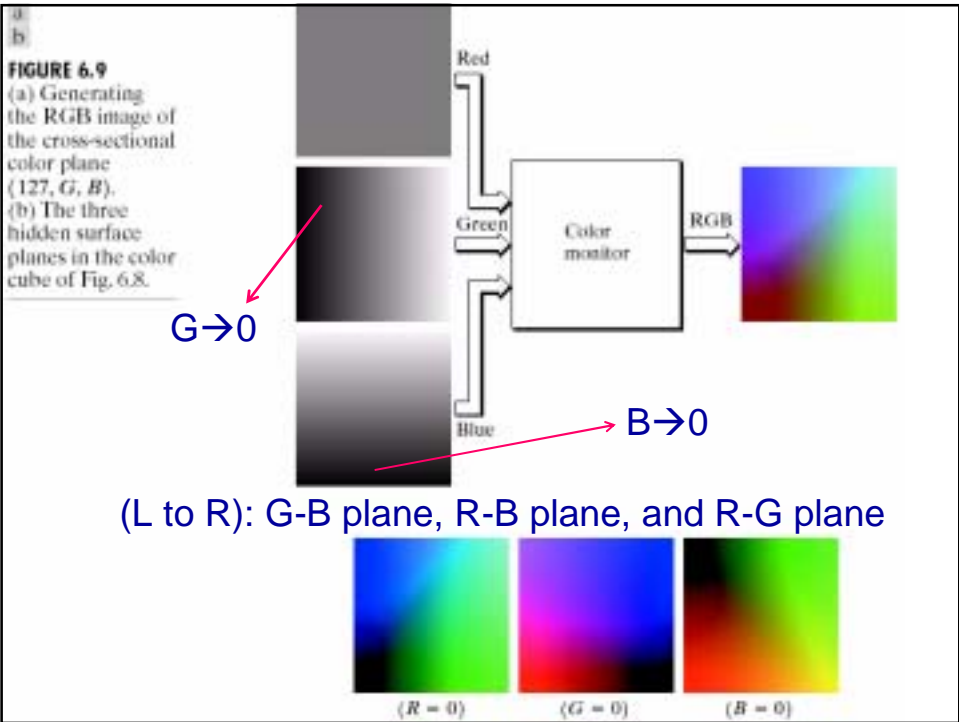 a
b
FIGURE 6.9
(a) Generating
the RGB image of
the cross-sectional
color plane
(127, G, B).
(b) The three
hidden surface
planes in the color
cube of Fig. 6.8.
Red
Green
Blue
Color
monitor
RGB
G→0
B→0
(L to R): G-B plane, R-B plane, and R-G plane
(R = 0)
(G = 0)
(B = 0)